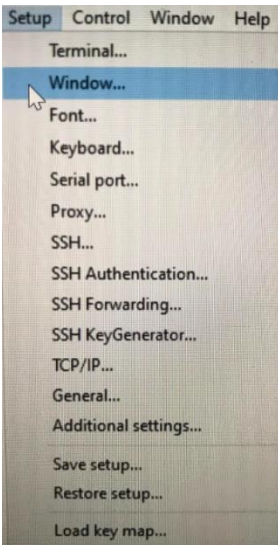 Setup Control Window Help
Terminal...
Window...
Font...
Keyboard...
Serial port...
Proxy...
SSH...
SSH Authentication...
SSH Forwarding...
SSH KeyGenerator...
TCP/IP...
General...
Additional settings...
Save setup...
Restore setup...
Load key map...